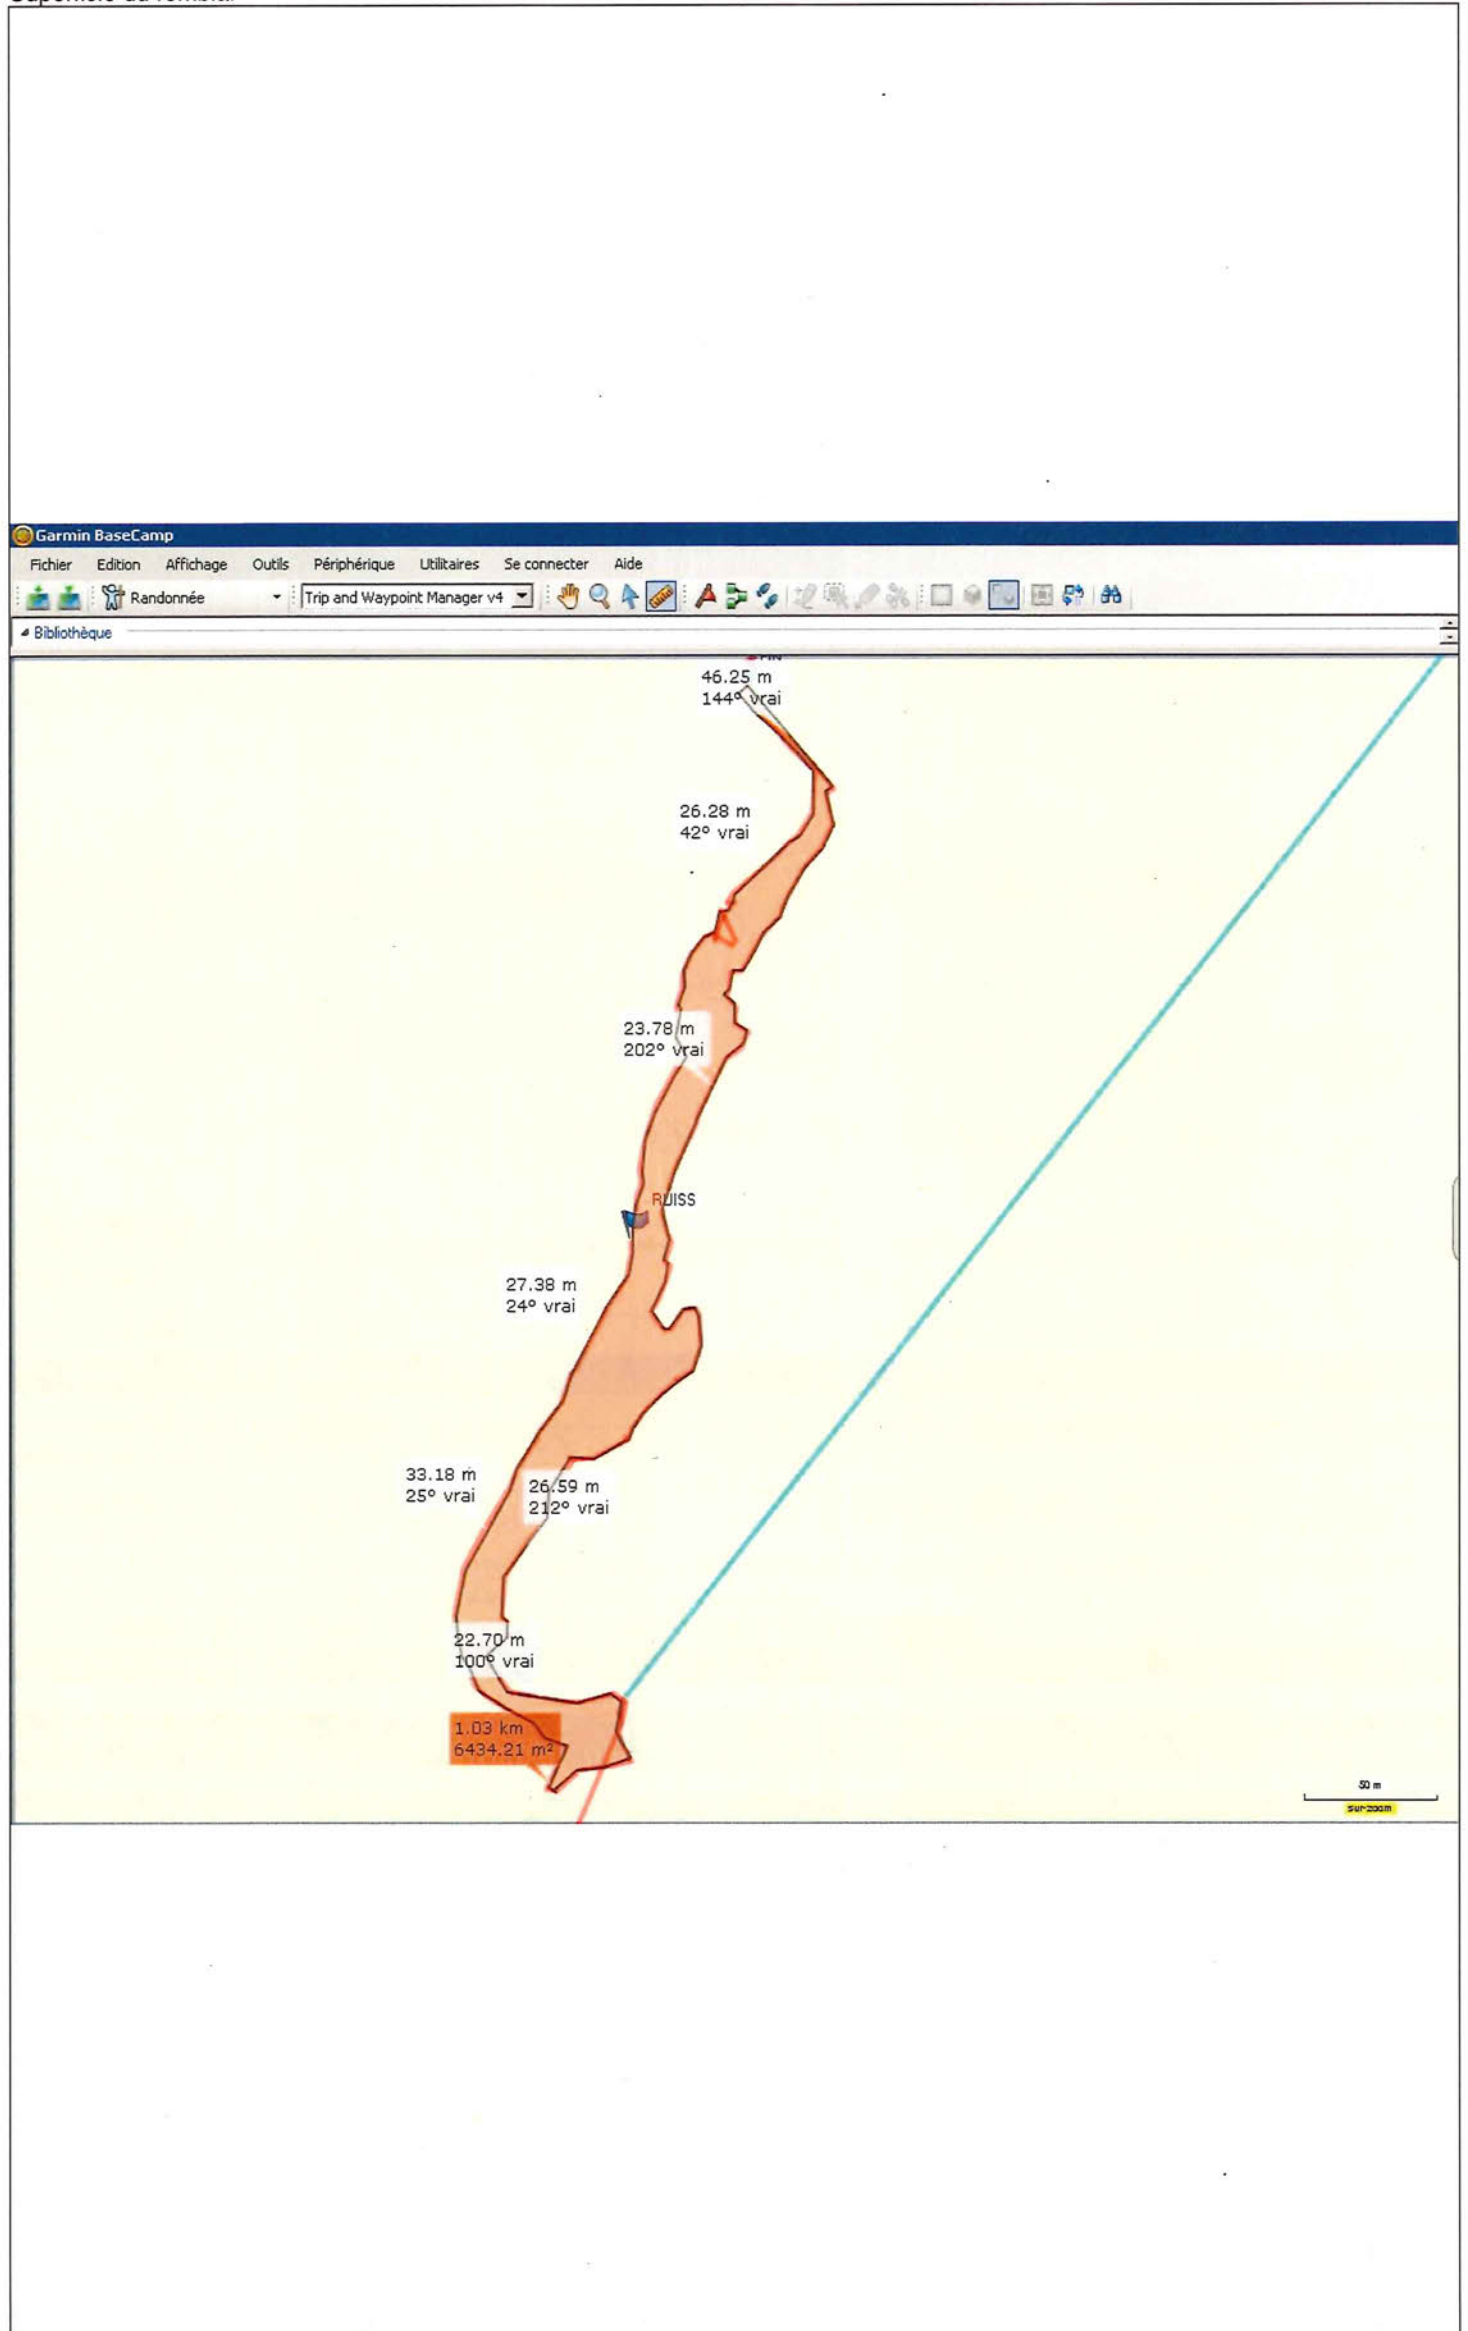 Garmin BaseCamp
Fichier Edition Affichage Outils Périphérique Utilitaires Se connecter Aide
Randonnée Trip and Waypoint Manager v4
Bibliothèque
46.25 m
144° vrai
26.28 m
42° vrai
23.78 m
202° vrai
RUISS
27.38 m
24° vrai
33.18 m
25° vrai
26.59 m
212° vrai
22.70 m
100° vrai
1.03 km
6434.21 m²
50 m
sur-zoom